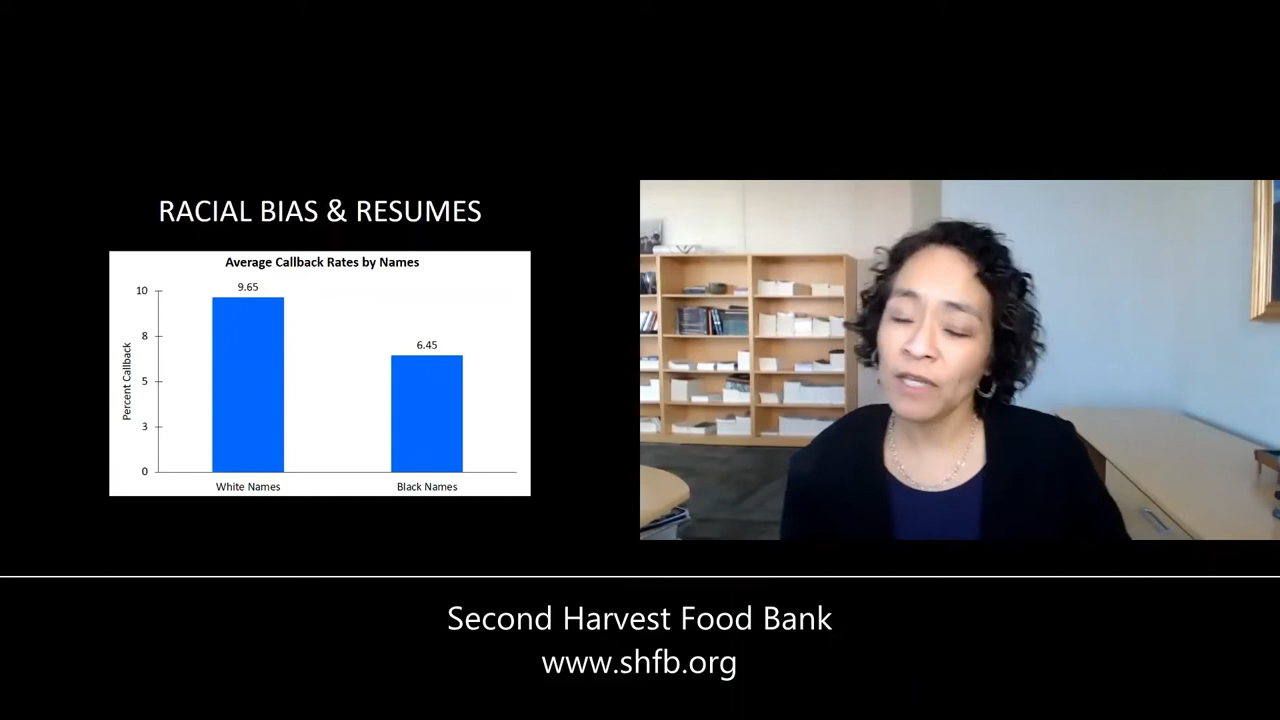 RACIAL BIAS & RESUMES
Average Callback Rates by Names
Percent Callback
10
8
5
3
0
9.65
6.45
White Names
Black Names
Second Harvest Food Bank
www.shfb.org